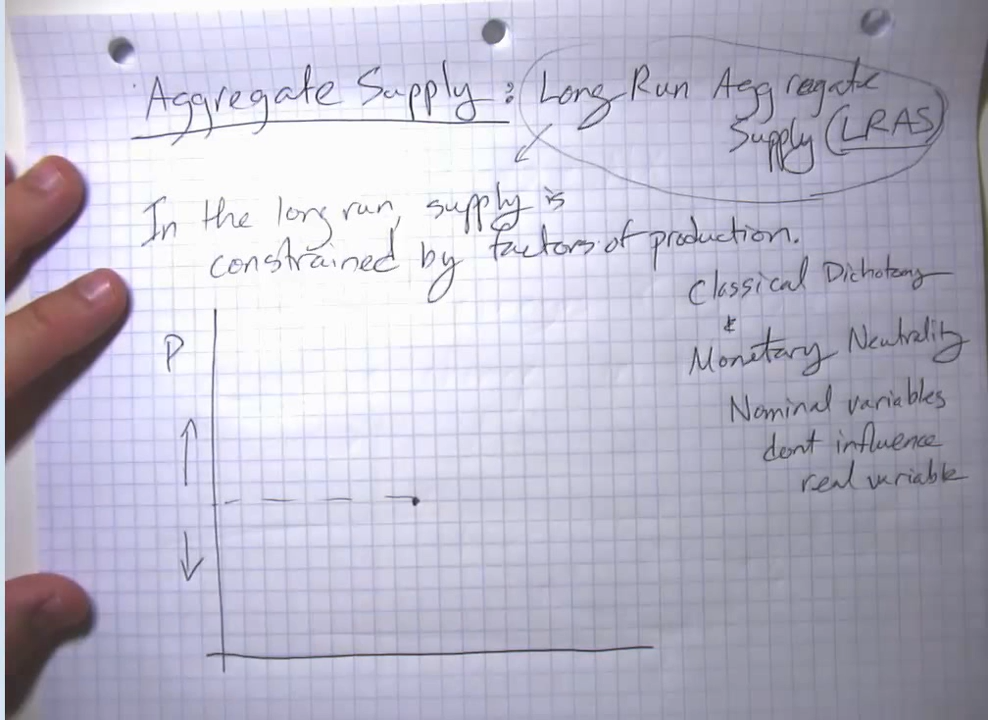 Aggregate Supply : Long Run Aggregate
Supply (LRAS)
In the long run, supply is
constrained by factors of production.
Classical Dichotomy
&
Monetary Neutrality
Nominal variables
dont influence
real variable
P